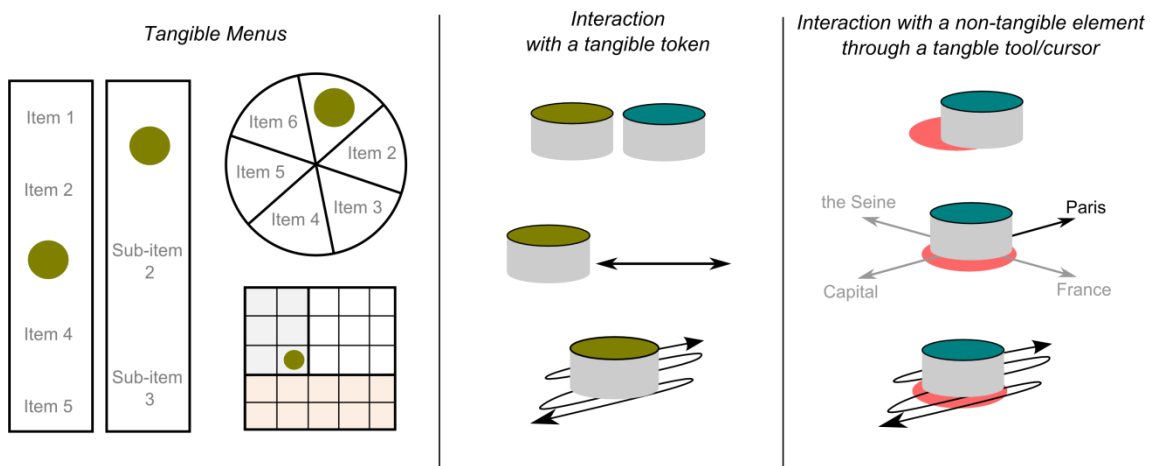 Tangible Menus
Item 1
Item 2
Item 4
Item 5
Sub-item
2
Sub-item
3
Item 6
Item 2
Item 5
Item 3
Item 4
Interaction
with a tangible token
Interaction with a non-tangible element
through a tangble tool/cursor
the Seine
Paris
Capital
France